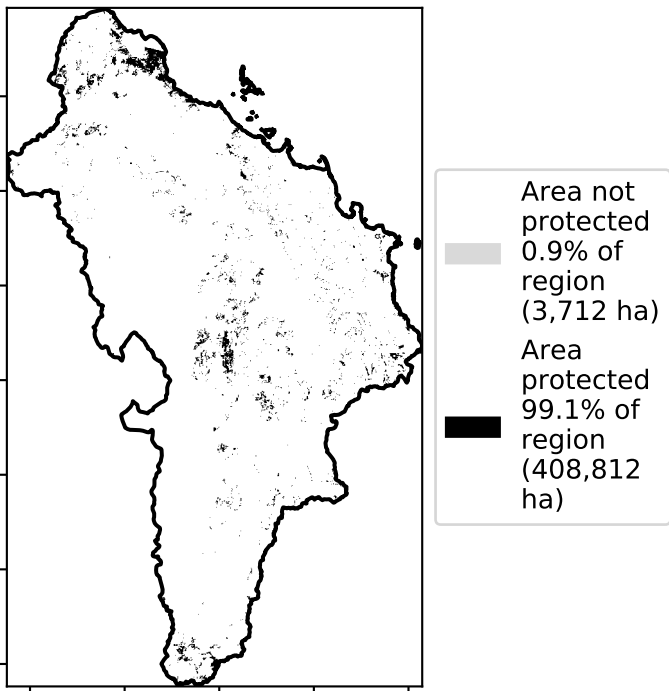 Area not
protected
0.9% of
region
(3,712 ha)
Area
protected
99.1% of
region
(408,812
ha)